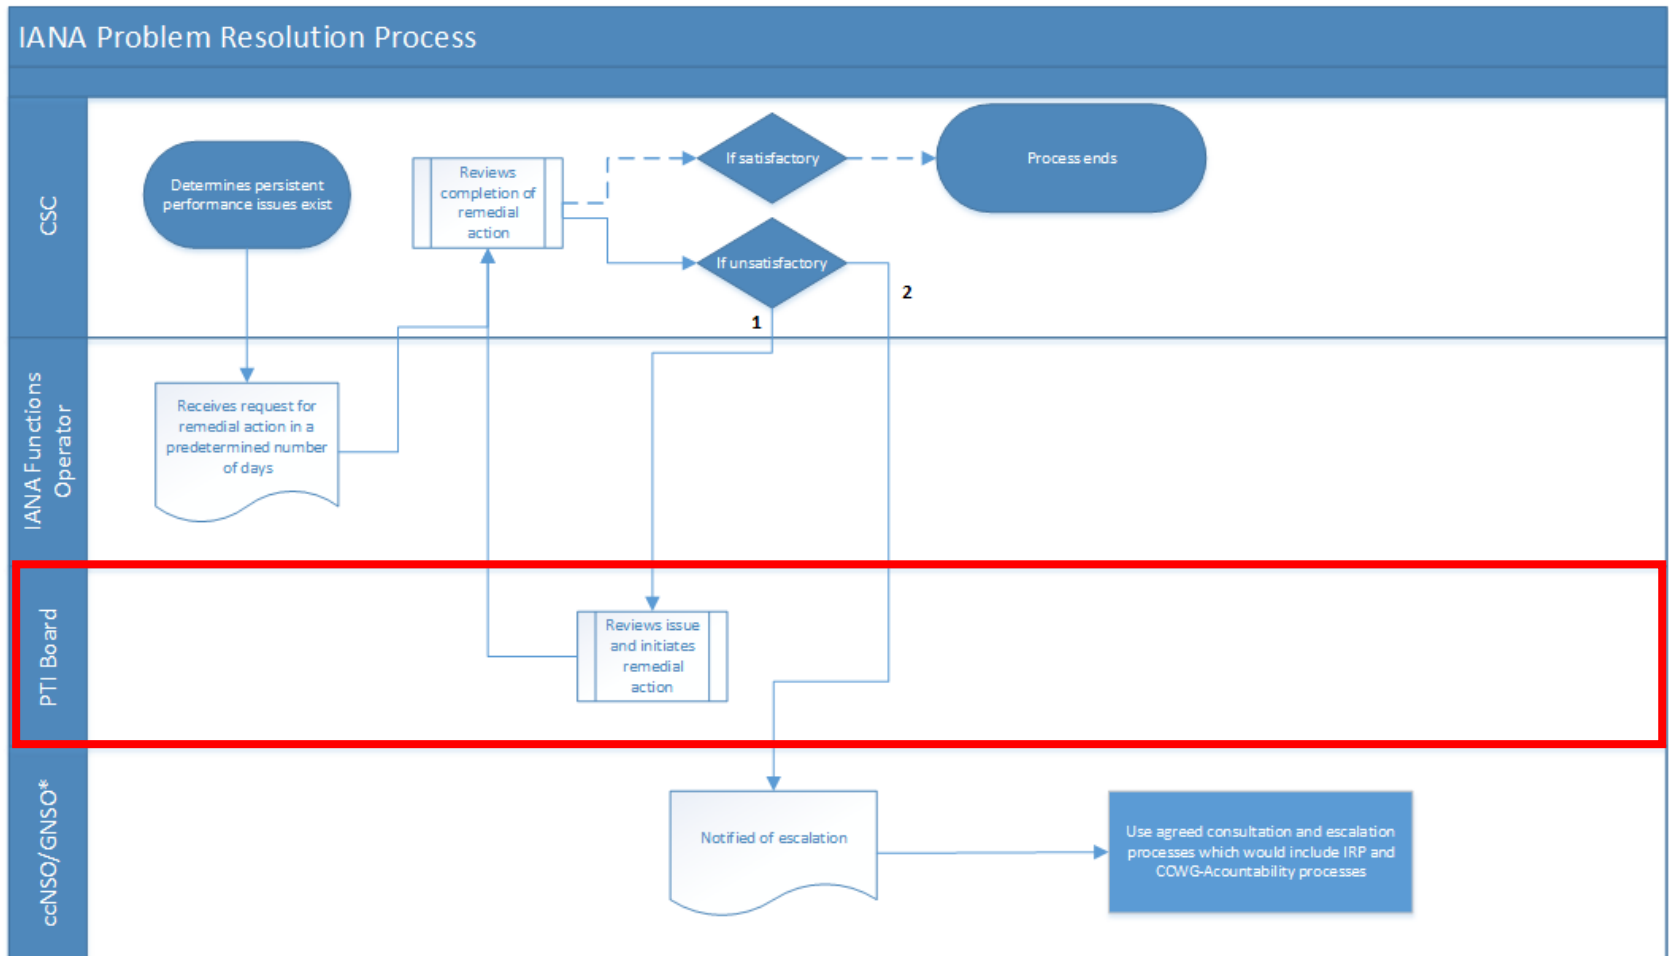 IANA Problem Resolution Process
CSC
Determines persistent
performance issues exist
Reviews
completion of
remedial
action
If satisfactory
Process ends
If unsatisfactory
1
2
IANA Functions
Operator
Receives request for
remedial action in a
predetermined number
of days
PTI Board
Reviews issue
and initiates
remedial
action
ccNSO/GNSO*
Notified of escalation
Use agreed consultation and escalation
processes which would include IRP and
CCWG-Acountability processes